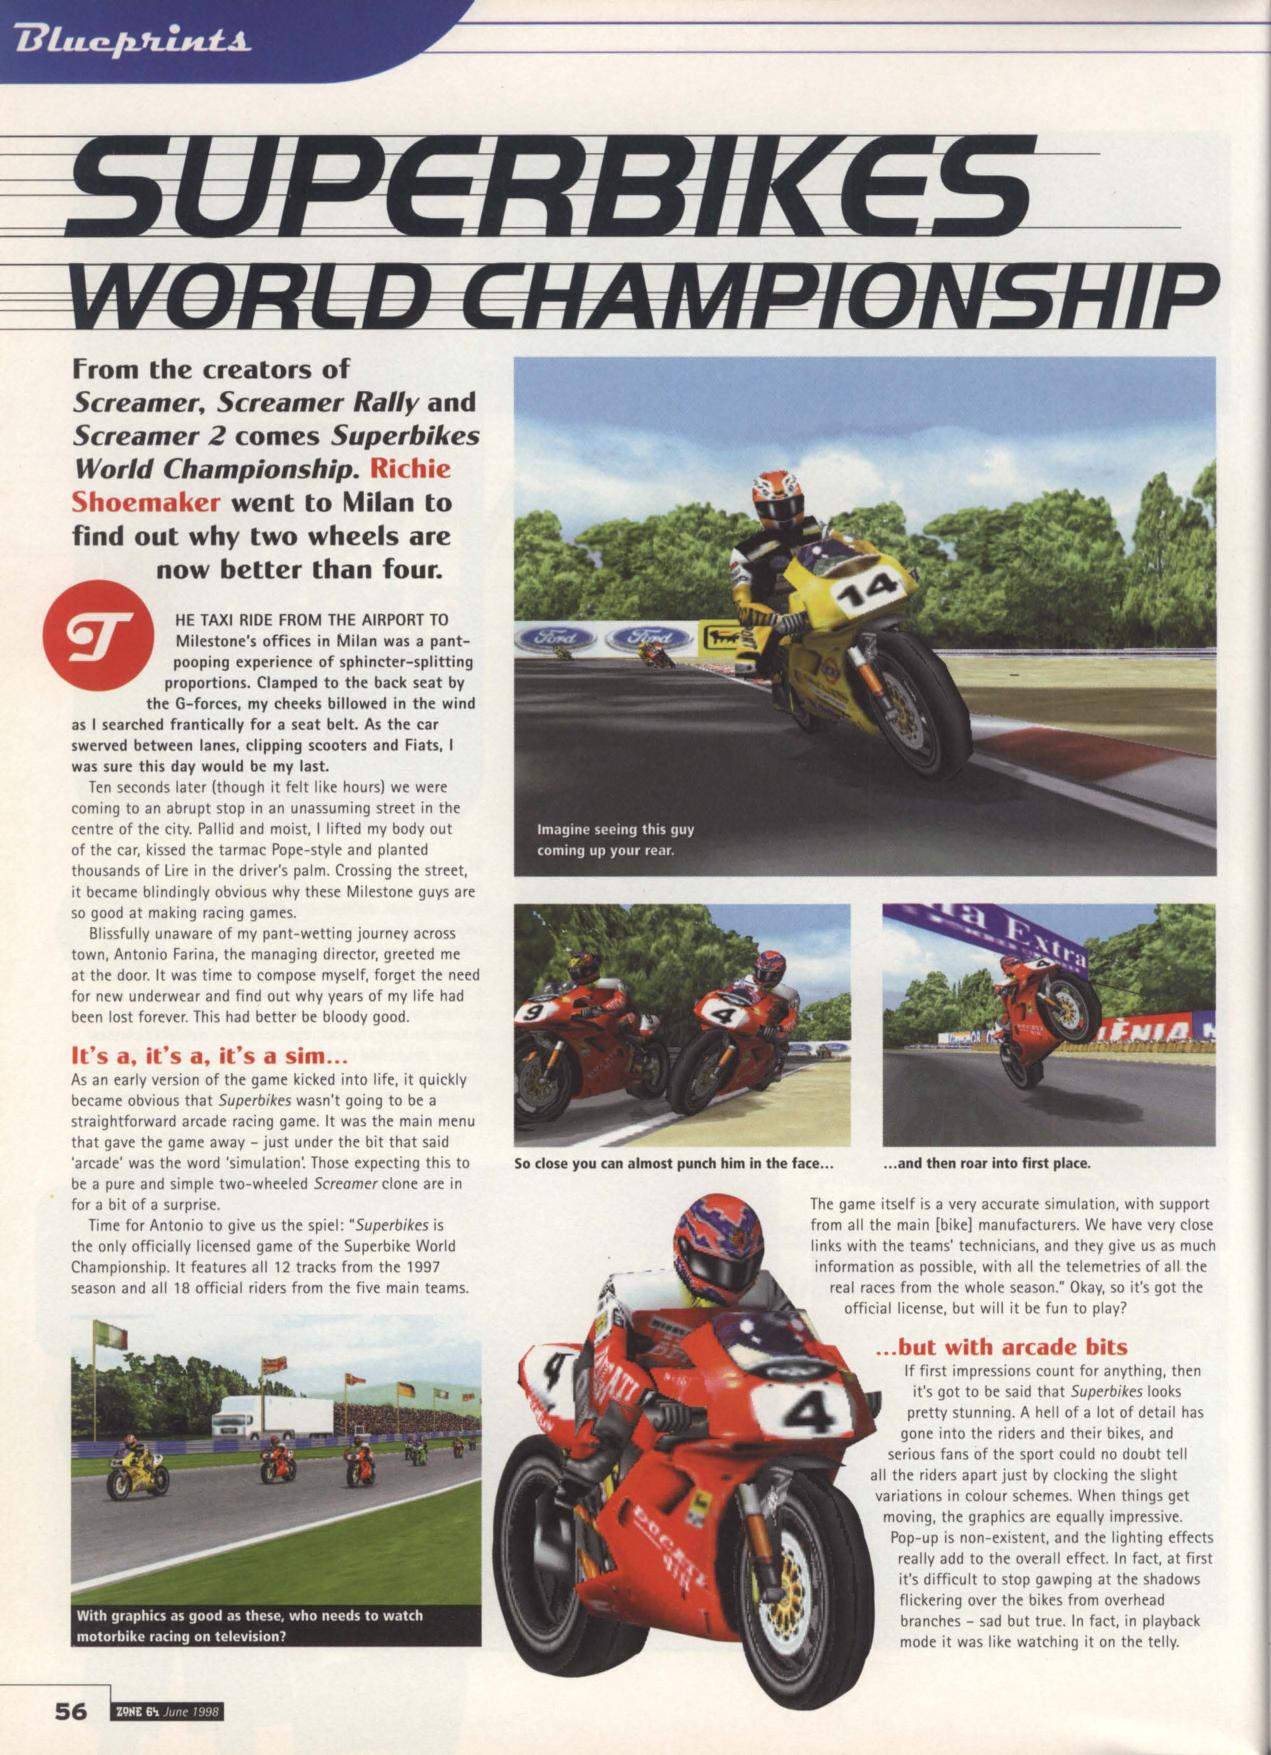 Blueprints
SUPERBIKES
WORLD CHAMPIONSHIP
From the creators of
Screamer, Screamer Rally and
Screamer 2 comes Superbikes
World Championship. Richie
Shoemaker went to Milan to
find out why two wheels are
now better than four.
THE TAXI RIDE FROM THE AIRPORT TO
Milestone's offices in Milan was a pant-
pooping experience of sphincter-splitting
proportions. Clamped to the back seat by
the G-forces, my cheeks billowed in the wind
as I searched frantically for a seat belt. As the car
swerved between lanes, clipping scooters and Fiats, I
was sure this day would be my last.
Ten seconds later (though it felt like hours) we were
coming to an abrupt stop in an unassuming street in the
centre of the city. Pallid and moist, I lifted my body out
of the car, kissed the tarmac Pope-style and planted
thousands of Lire in the driver's palm. Crossing the street,
it became blindingly obvious why these Milestone guys are
so good at making racing games.
Blissfully unaware of my pant-wetting journey across
town, Antonio Farina, the managing director, greeted me
at the door. It was time to compose myself, forget the need
for new underwear and find out why years of my life had
been lost forever. This had better be bloody good.
It's a, it's a, it's a sim...
As an early version of the game kicked into life, it quickly
became obvious that Superbikes wasn't going to be a
straightforward arcade racing game. It was the main menu
that gave the game away – just under the bit that said
'arcade' was the word 'simulation'. Those expecting this to
be a pure and simple two-wheeled Screamer clone are in
for a bit of a surprise.
Time for Antonio to give us the spiel: "Superbikes is
the only officially licensed game of the Superbike World
Championship. It features all 12 tracks from the 1997
season and all 18 official riders from the five main teams.
With graphics as good as these, who needs to watch
motorbike racing on television?
14
Ford
Ford
Imagine seeing this guy
coming up your rear.
9
4
So close you can almost punch him in the face...
ta Extra
4
ÈNIA
...and then roar into first place.
The game itself is a very accurate simulation, with support
from all the main [bike] manufacturers. We have very close
links with the teams' technicians, and they give us as much
information as possible, with all the telemetries of all the
real races from the whole season." Okay, so it's got the
official license, but will it be fun to play?
...but with arcade bits
If first impressions count for anything, then
it's got to be said that Superbikes looks
pretty stunning. A hell of a lot of detail has
gone into the riders and their bikes, and
serious fans of the sport could no doubt tell
all the riders apart just by clocking the slight
variations in colour schemes. When things get
moving, the graphics are equally impressive.
Pop-up is non-existent, and the lighting effects
really add to the overall effect. In fact, at first
it's difficult to stop gawping at the shadows
flickering over the bikes from overhead
branches – sad but true. In fact, in playback
mode it was like watching it on the telly.
4
4
DUCATI
56
ZONE 64 June 1998